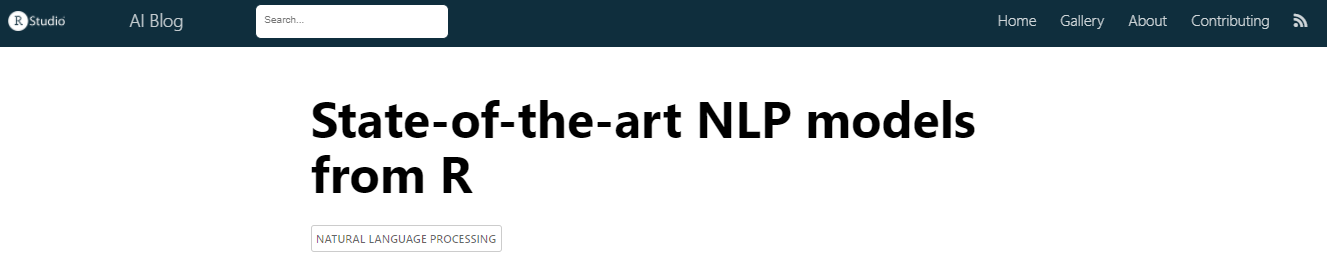 R Studio AI Blog Search... Home Gallery About Contributing
State-of-the-art NLP models
from R
NATURAL LANGUAGE PROCESSING